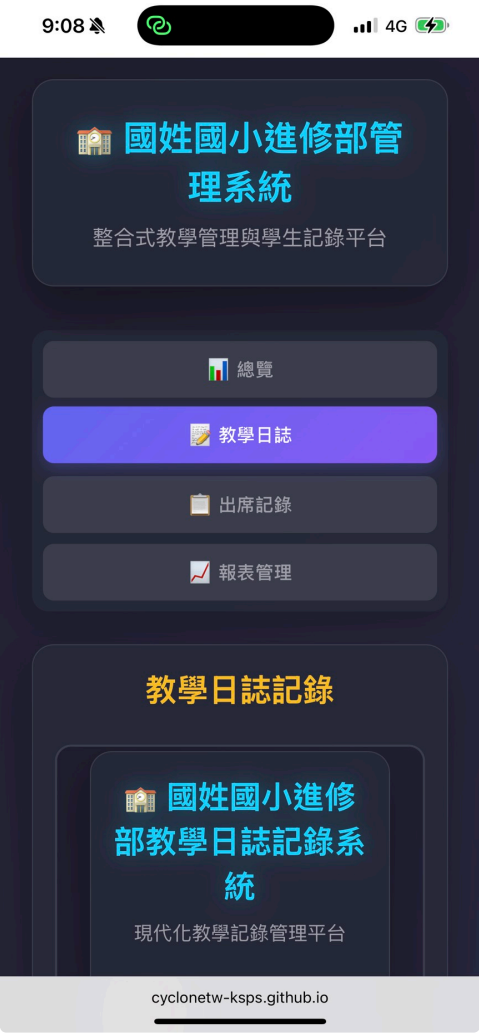 9:08
4G
國姓國小進修部管
理系統
整合式教學管理與學生記錄平台
總覽
教學日誌
出席記錄
報表管理
教學日誌記錄
國姓國小進修
部教學日誌記錄系
統
現代化教學記錄管理平台
cyclonetw-ksps.github.io